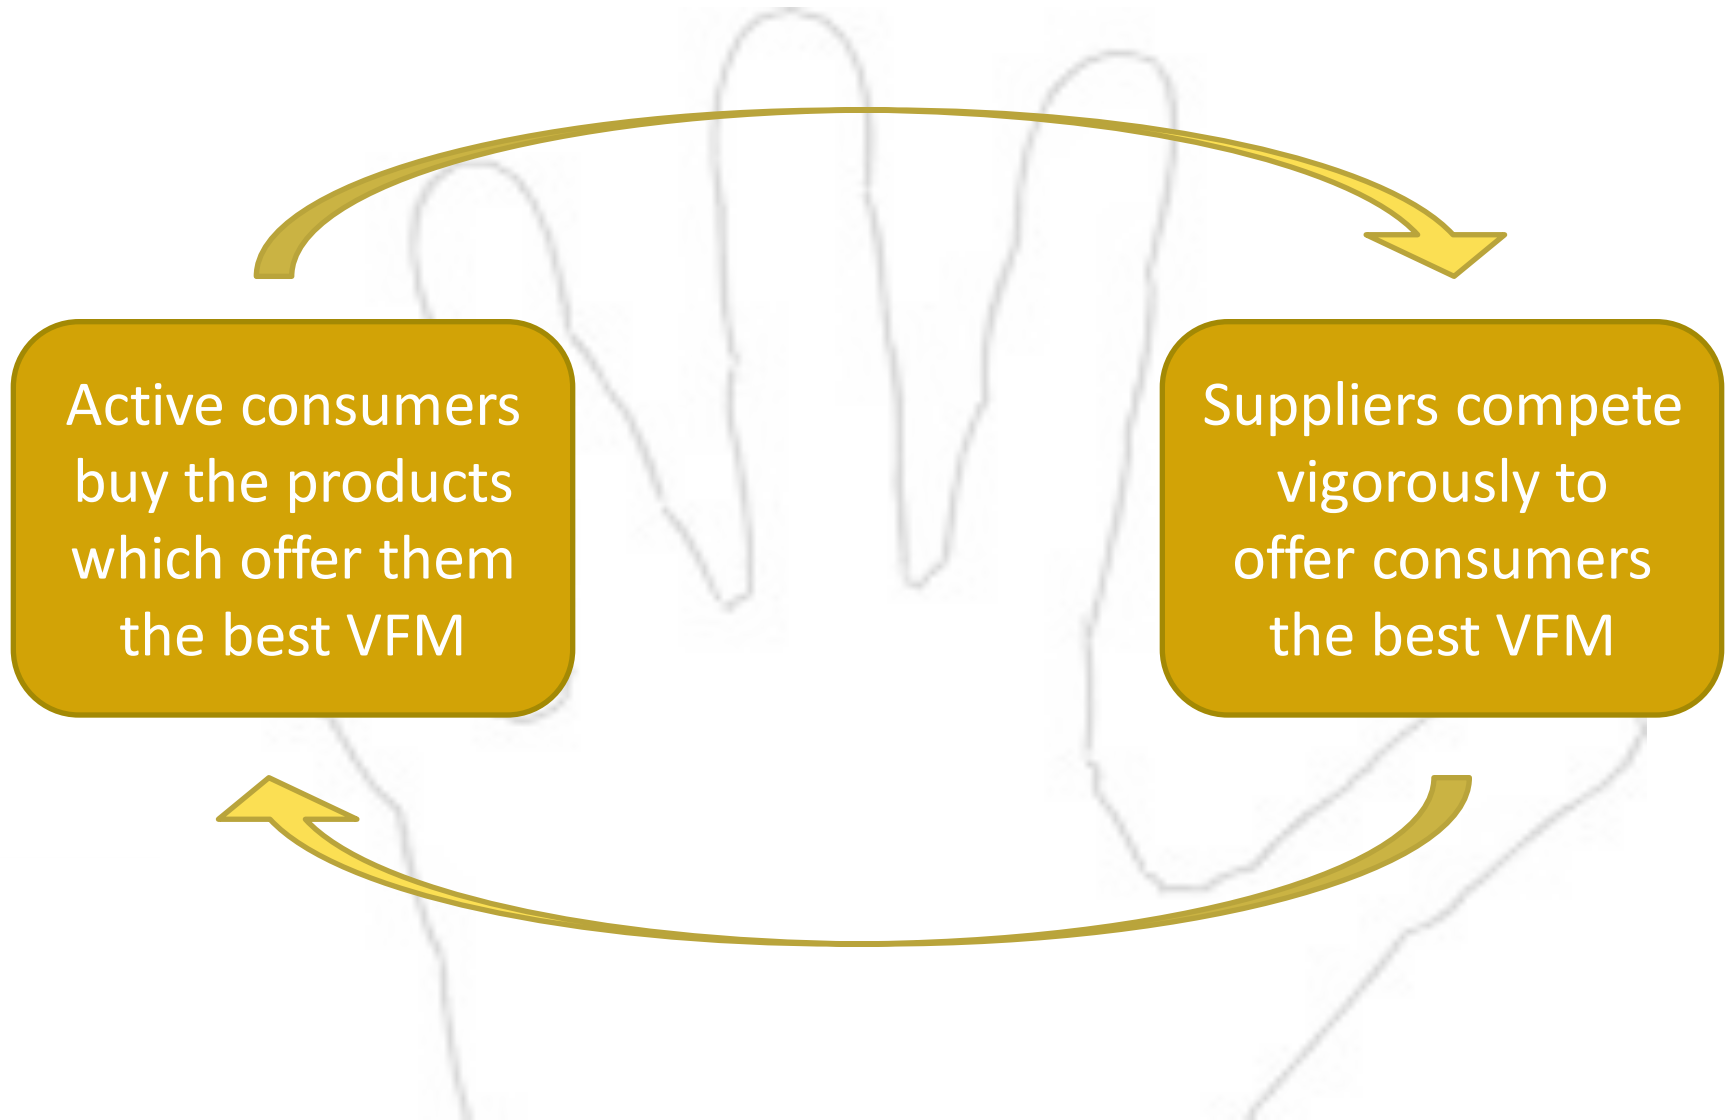 Active consumers
buy the products
which offer them
the best VFM
Suppliers compete
vigorously to
offer consumers
the best VFM